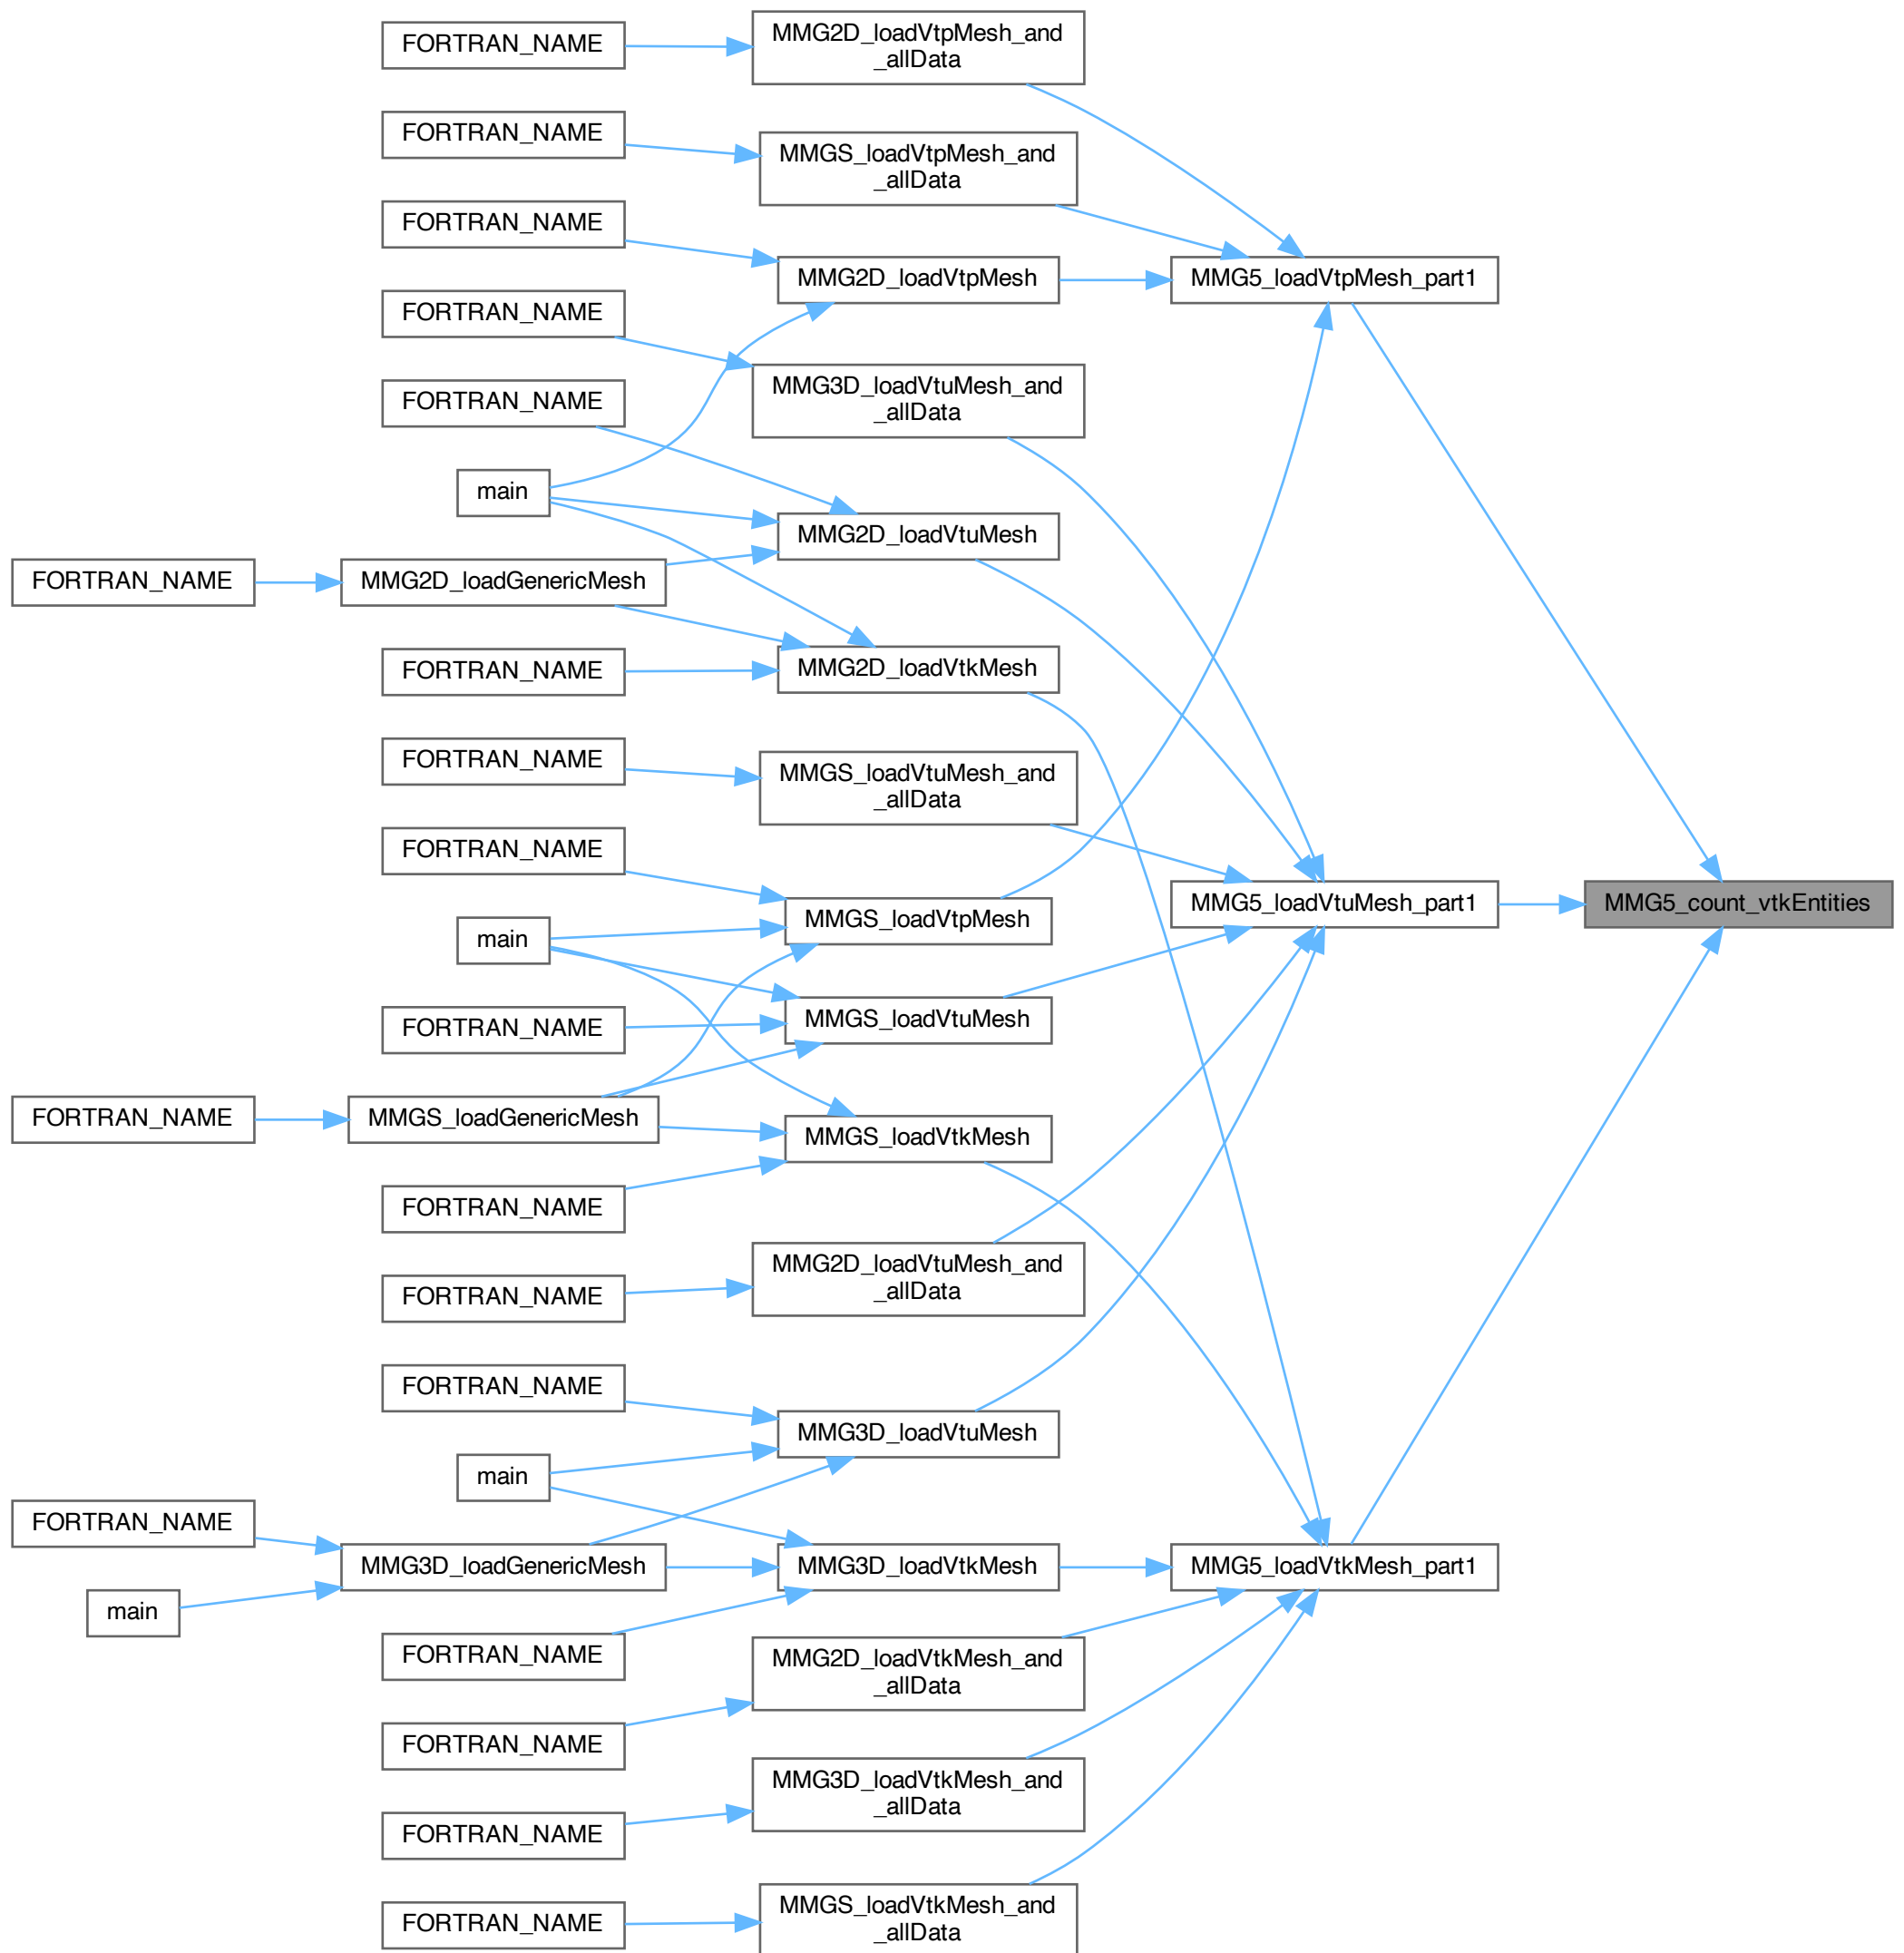 FORTRAN_NAME
MMG2D_loadVtpMesh_and
_allData
FORTRAN_NAME
MMGS_loadVtpMesh_and
_allData
FORTRAN_NAME
MMG2D_loadVtpMesh
MMG5_loadVtpMesh_part1
FORTRAN_NAME
MMG3D_loadVtuMesh_and
_allData
FORTRAN_NAME
main
MMG2D_loadVtuMesh
FORTRAN_NAME
MMG2D_loadGenericMesh
FORTRAN_NAME
MMG2D_loadVtkMesh
FORTRAN_NAME
MMGS_loadVtuMesh_and
_allData
FORTRAN_NAME
MMG5_loadVtuMesh_part1
MMG5_count_vtkEntities
MMGS_loadVtpMesh
main
FORTRAN_NAME
MMGS_loadVtuMesh
FORTRAN_NAME
MMGS_loadGenericMesh
MMGS_loadVtkMesh
FORTRAN_NAME
MMG2D_loadVtuMesh_and
_allData
FORTRAN_NAME
FORTRAN_NAME
MMG3D_loadVtuMesh
main
FORTRAN_NAME
MMG3D_loadGenericMesh
MMG3D_loadVtkMesh
MMG5_loadVtkMesh_part1
main
FORTRAN_NAME
MMG2D_loadVtkMesh_and
_allData
FORTRAN_NAME
MMG3D_loadVtkMesh_and
_allData
FORTRAN_NAME
MMGS_loadVtkMesh_and
_allData
FORTRAN_NAME